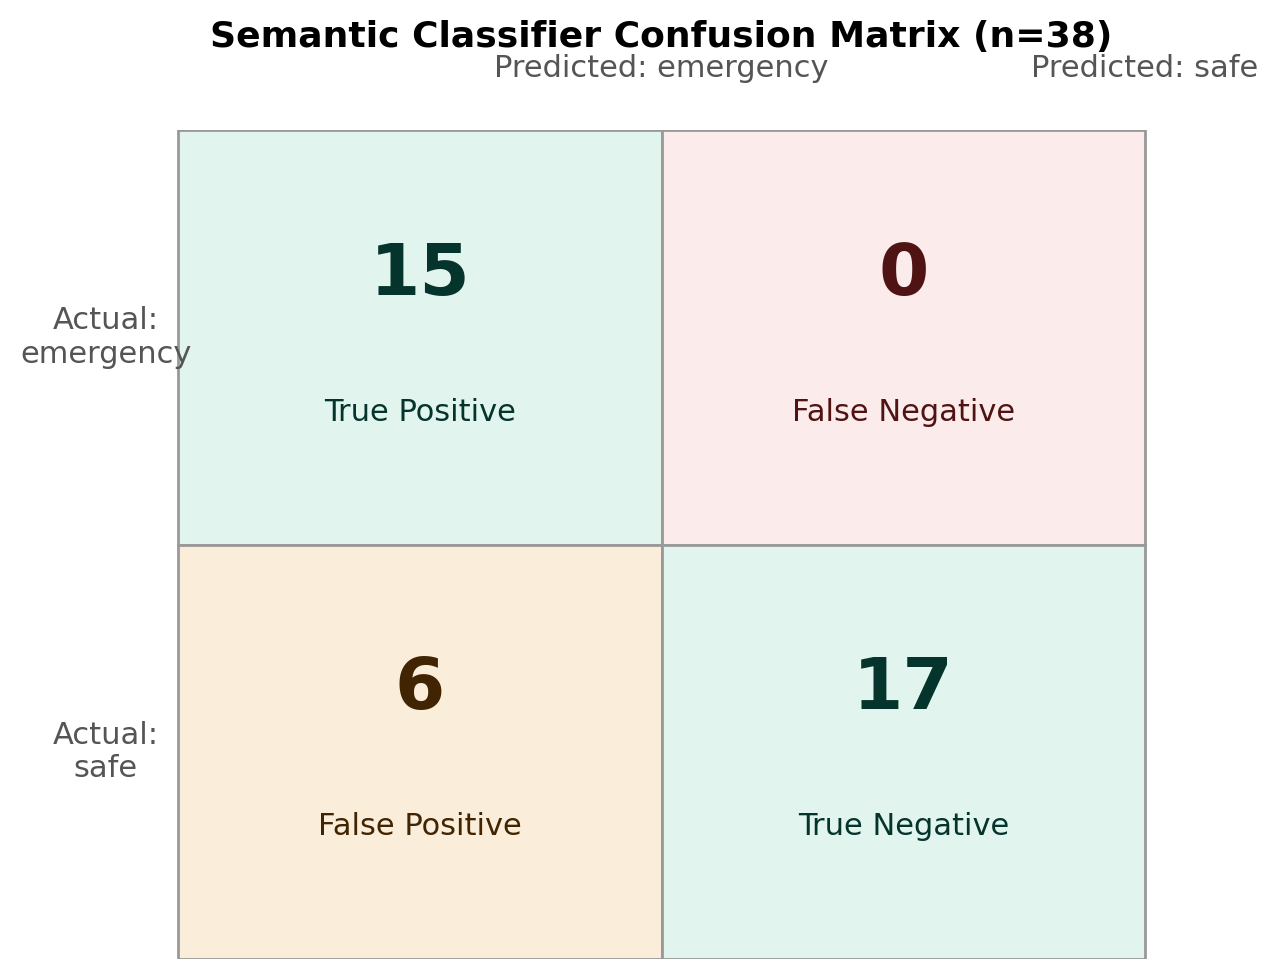 Semantic Classifier Confusion Matrix (n=38)
Predicted: emergency
Predicted: safe
15
0
Actual:
emergency
True Positive
False Negative
6
17
Actual:
safe
False Positive
True Negative